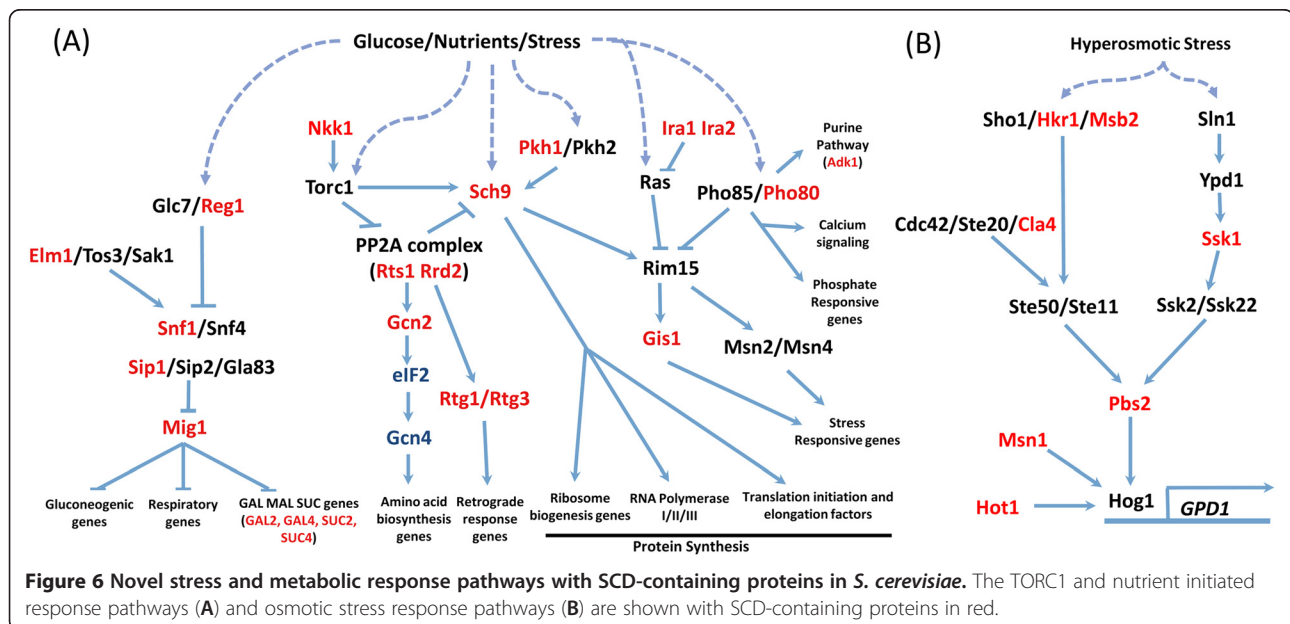 (A)
Glucose/Nutrients/Stress
Nkk1
Ira1 Ira2
Purine
Pathway
(Adk1)
Pkh1/Pkh2
Torc1
Sch9
Ras
Pho85/Pho80
Glc7/Reg1
Calcium
signaling
PP2A complex
(Rts1 Rrd2)
Elm1/Tos3/Sak1
Rim15
Phosphate
Responsive
genes
Snf1/Snf4
Gcn2
Gis1
Msn2/Msn4
Sip1/Sip2/Gla83
eIF2
Rtg1/Rtg3
Mig1
Gcn4
Stress
Responsive genes
Gluconeogenic
genes
Respiratory
genes
GAL MAL SUC genes
(GAL2, GAL4, SUC2,
SUC4)
Amino acid
biosynthesis
genes
Retrograde
response
genes
Ribosome
biogenesis genes
RNA Polymerase
I/II/III
Translation initiation and
elongation factors
Protein Synthesis
(B)
Hyperosmotic Stress
Sho1/Hkr1/Msb2
Sln1
Ypd1
Cdc42/Ste20/Cla4
Ssk1
Ste50/Ste11
Ssk2/Ssk22
Pbs2
Msn1
Hot1
Hog1
GPD1
Figure 6 Novel stress and metabolic response pathways with SCD-containing proteins in S. cerevisiae. The TORC1 and nutrient initiated
response pathways (A) and osmotic stress response pathways (B) are shown with SCD-containing proteins in red.